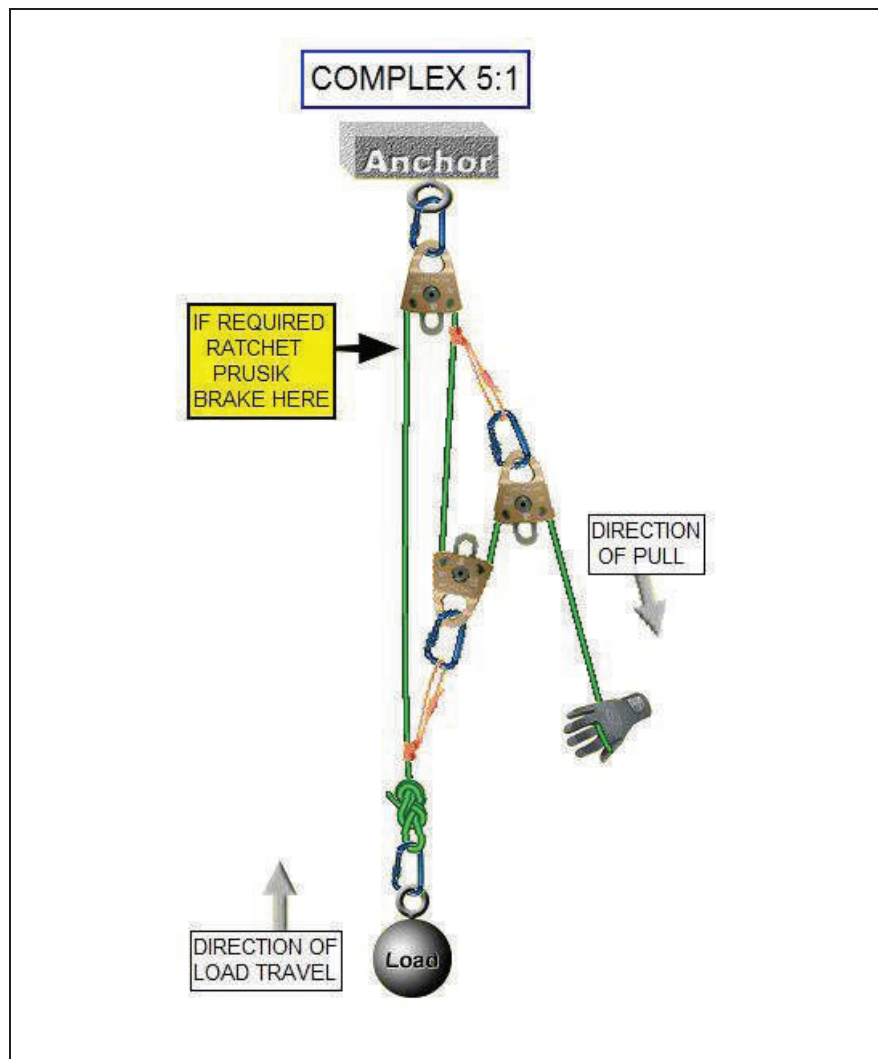 COMPLEX 5:1
Anchor
IF REQUIRED
RATCHET
PRUSIK
BRAKE HERE
DIRECTION
OF PULL
DIRECTION OF
LOAD TRAVEL
Load